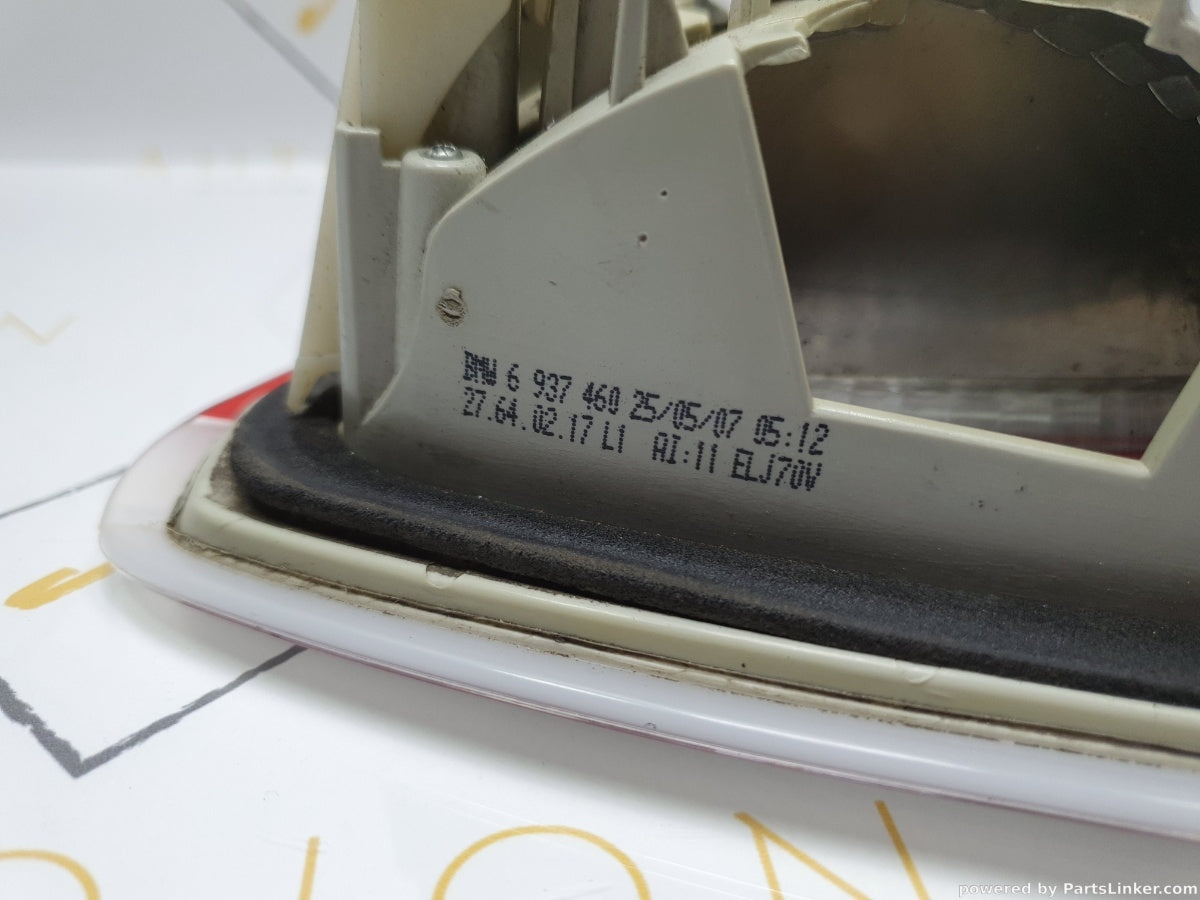 BMW 6 937 460 25/05/07 05:12
27.64.02.17 L1 AI:11 ELJ70V
powered by PartsLinker.com